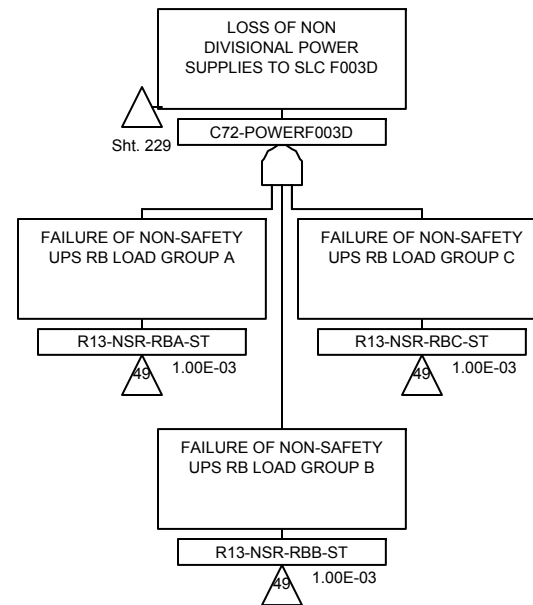 LOSS OF NON
DIVISIONAL POWER
SUPPLIES TO SLC F003D
C72-POWERF003D
Sht. 229
FAILURE OF NON-SAFETY
UPS RB LOAD GROUP A
R13-NSR-RBA-ST
49
1.00E-03
FAILURE OF NON-SAFETY
UPS RB LOAD GROUP C
R13-NSR-RBC-ST
49
1.00E-03
FAILURE OF NON-SAFETY
UPS RB LOAD GROUP B
R13-NSR-RBB-ST
49
1.00E-03